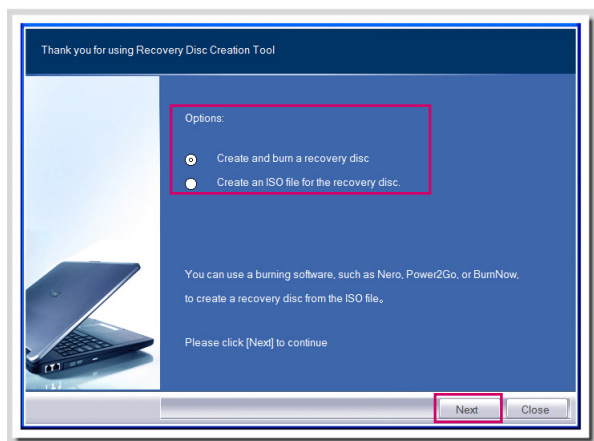 Thank you for using Recovery Disc Creation Tool
Options:
Create and burn a recovery disc
Create an ISO file for the recovery disc.
You can use a burning software, such as Nero, Power2Go, or BurnNow,
to create a recovery disc from the ISO file。
Please click [Next] to continue
Next Close